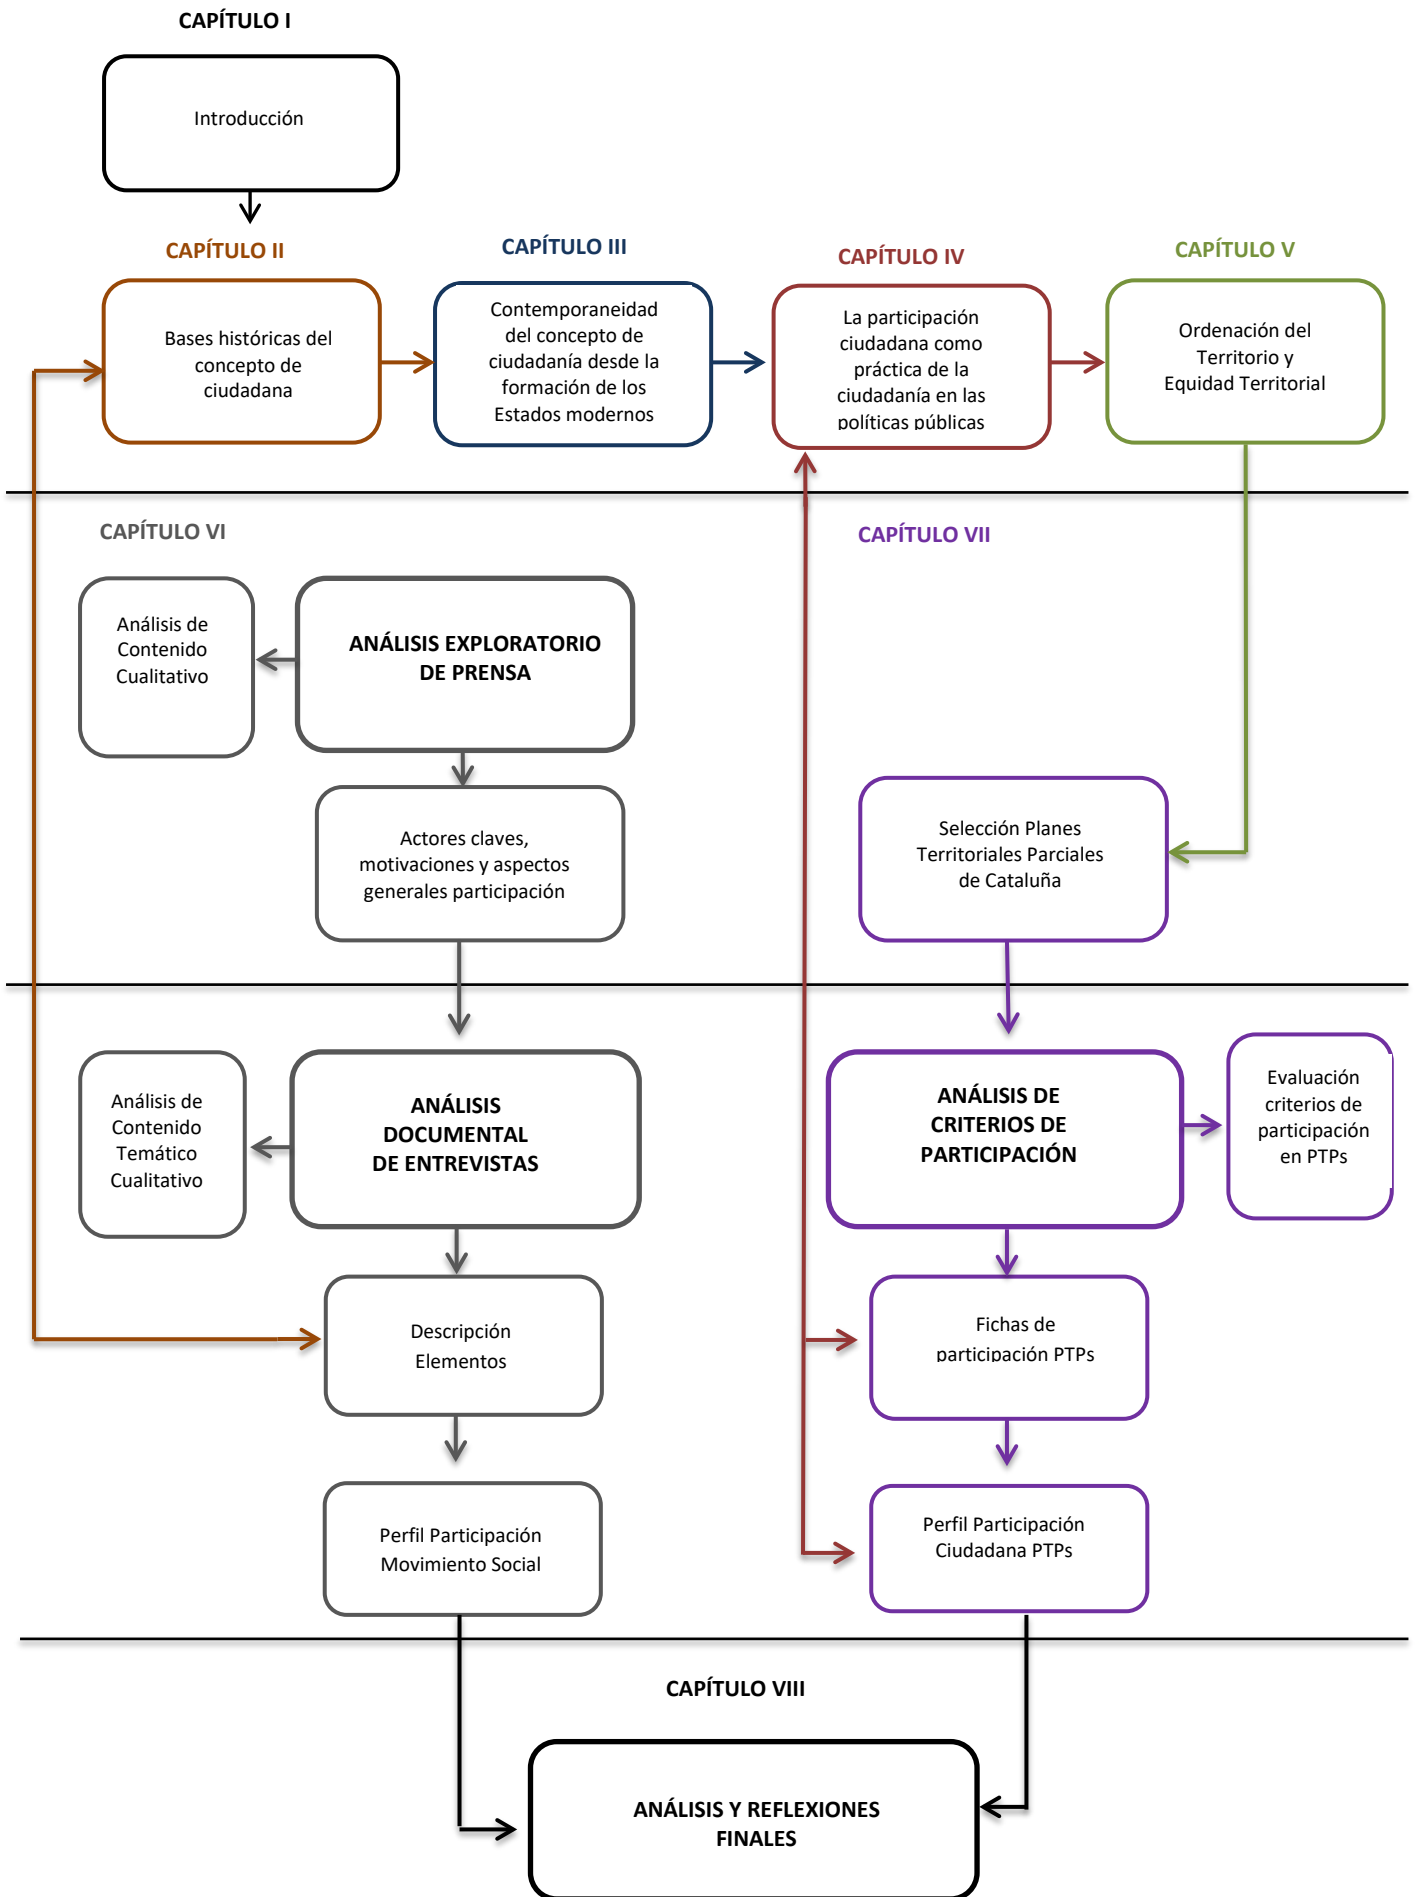 CAPÍTULO I
Introducción
CAPÍTULO II
CAPÍTULO III
CAPÍTULO IV
CAPÍTULO V
Bases históricas del
concepto de
ciudadana
Contemporaneidad
del concepto de
ciudadanía desde la
formación de los
Estados modernos
La participación
ciudadana como
práctica de la
ciudadanía en las
políticas públicas
Ordenación del
Territorio y
Equidad Territorial
CAPÍTULO VI
Análisis de
Contenido
Cualitativo
ANÁLISIS EXPLORATORIO
DE PRENSA
Actores claves,
motivaciones y aspectos
generales participación
CAPÍTULO VII
Selección Planes
Territoriales Parciales
de Cataluña
Análisis de
Contenido
Temático
Cualitativo
ANÁLISIS
DOCUMENTAL
DE ENTREVISTAS
Descripción
Elementos
Perfil Participación
Movimiento Social
ANÁLISIS DE
CRITERIOS DE
PARTICIPACIÓN
Evaluación
criterios de
participación
en PTPs
Fichas de
participación PTPs
Perfil Participación
Ciudadana PTPs
CAPÍTULO VIII
ANÁLISIS Y REFLEXIONES
FINALES